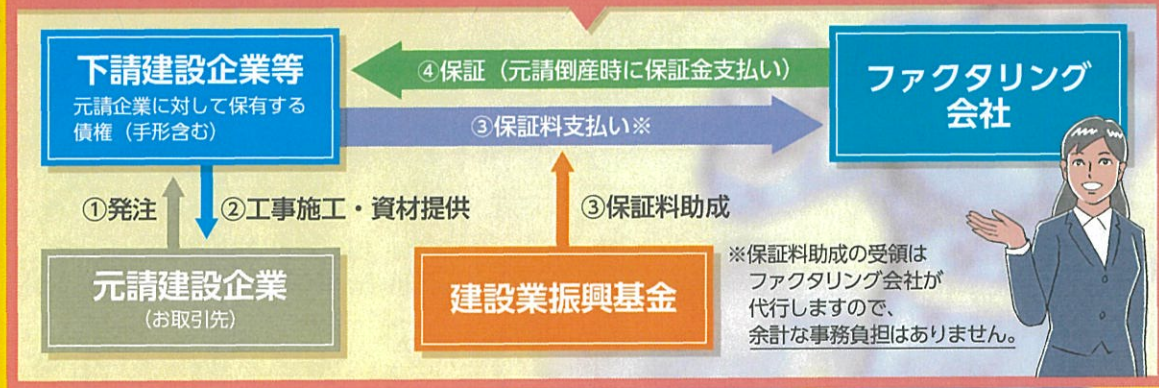 下請建設企業等
元請企業に対して保有する
債権（手形含む）
④保証（元請倒産時に保証金支払い）
③保証料支払い※
ファクタリング
会社
①発注
②工事施工・資材提供
③保証料助成
元請建設企業
（お取引先）
建設業振興基金
※保証料助成の受領は
ファクタリング会社が
代行しますので、
余計な事務負担はありません。